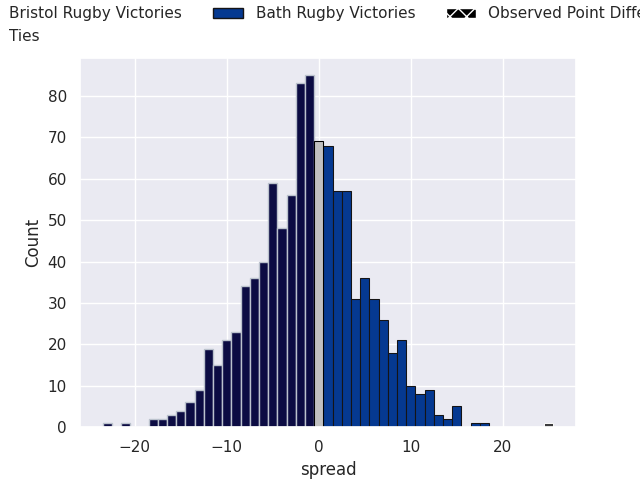 Bristol Rugby Victories Bath Rugby Victories Observed Point Diffe
Ties
80
70
60
50
40
30
20
10
0
Count
−20 −10 0 10 20
spread